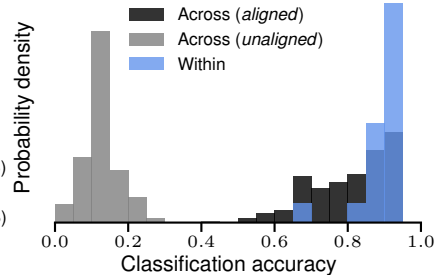 Across (aligned)
Across (unaligned)
Within
Probability density
)
)
0.0 0.2 0.4 0.6 0.8 1.0
Classification accuracy